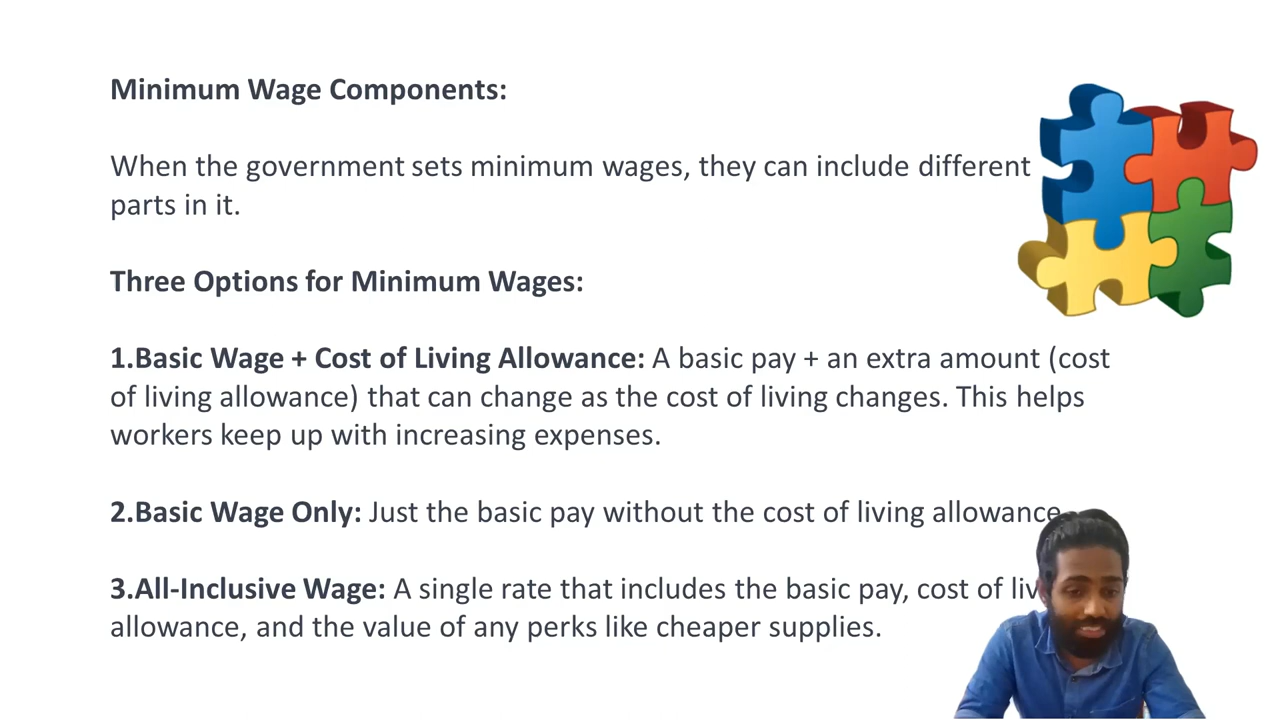 Minimum Wage Components:
When the government sets minimum wages, they can include different
parts in it.
Three Options for Minimum Wages:
1.Basic Wage + Cost of Living Allowance: A basic pay + an extra amount (cost
of living allowance) that can change as the cost of living changes. This helps
workers keep up with increasing expenses.
2.Basic Wage Only: Just the basic pay without the cost of living allowance
3.All-Inclusive Wage: A single rate that includes the basic pay, cost of
allowance, and the value of any perks like cheaper supplies.